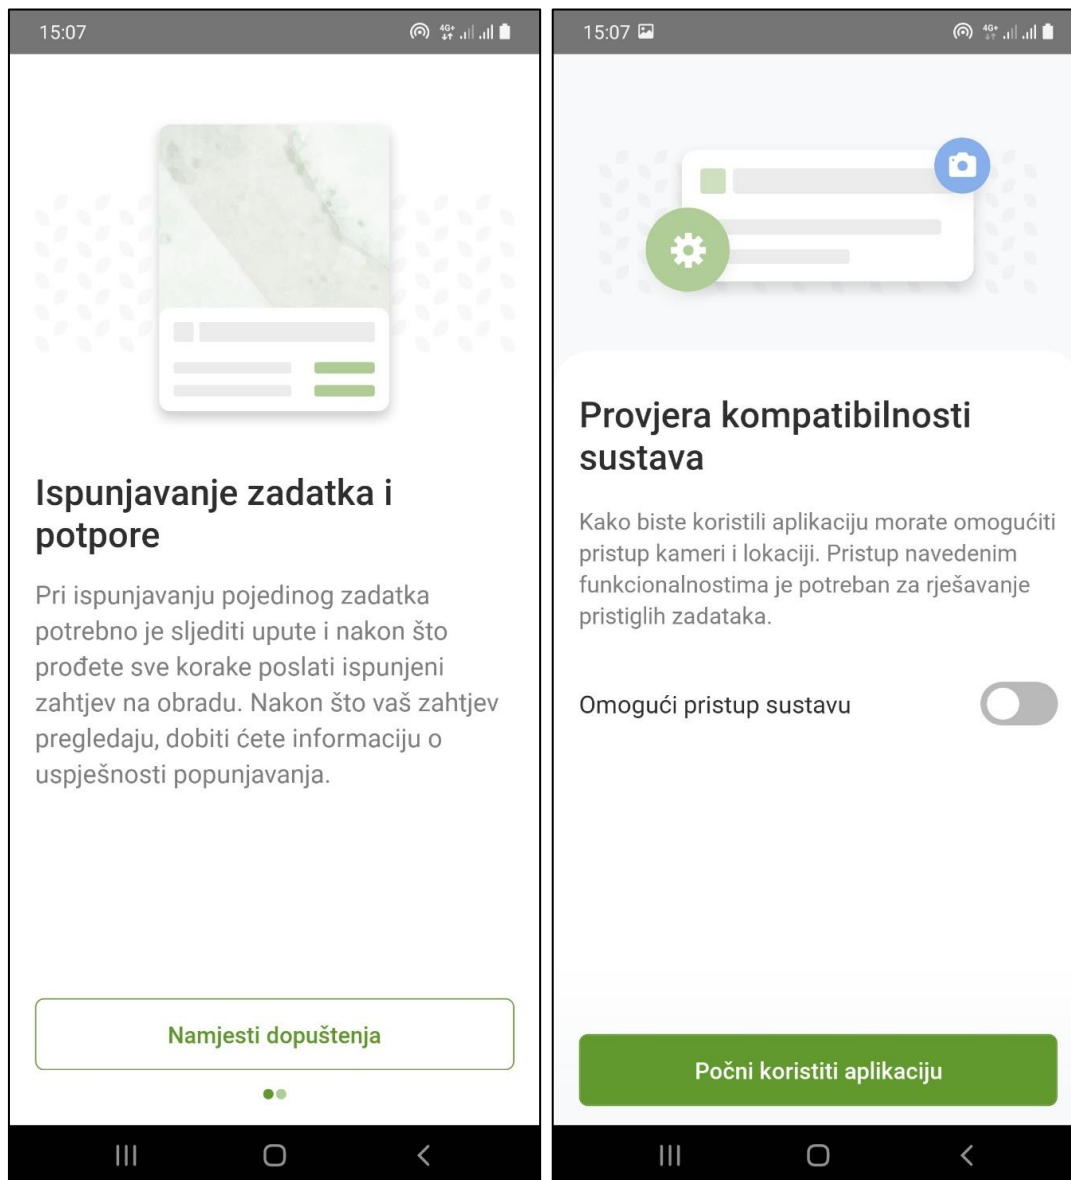 15:07
4G+
Ispunjavanje zadatka i
potpore
Pri ispunjavanju pojedinog zadatka
potrebno je sljediti upute i nakon što
prođete sve korake poslati ispunjeni
zahtjev na obradu. Nakon što vaš zahtjev
pregledaju, dobiti ćete informaciju o
uspješnosti popunjavanja.
Namjesti dopuštenja
15:07
4G+
Provjera kompatibilnosti
sustava
Kako biste koristili aplikaciju morate omogućiti
pristup kameri i lokaciji. Pristup navedenim
funkcionalnostima je potreban za rješavanje
pristiglih zadataka.
Omogući pristup sustavu
Počni koristiti aplikaciju